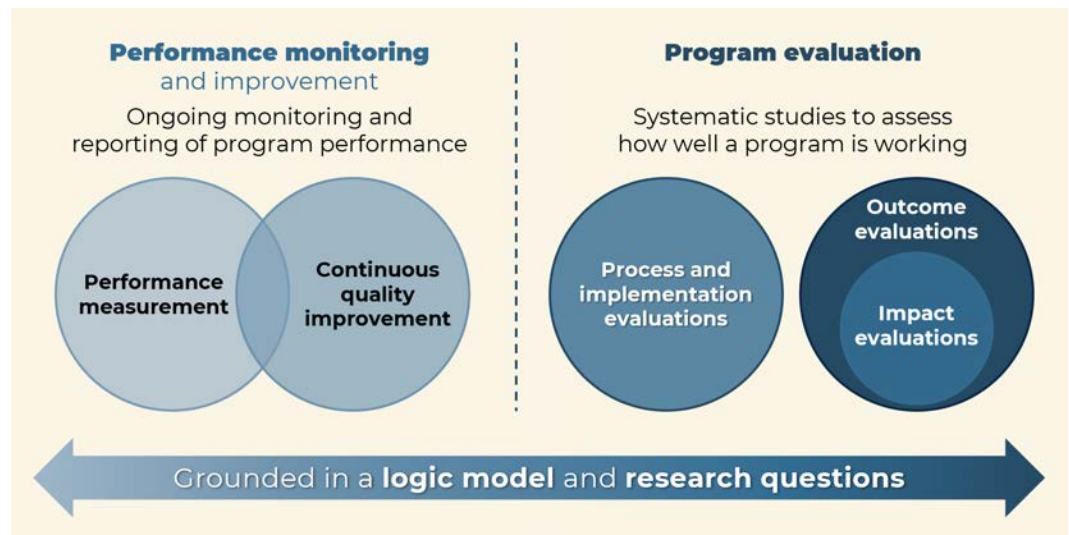 Performance monitoring
and improvement
Ongoing monitoring and
reporting of program performance
Performance
measurement
Continuous
quality
improvement
Program evaluation
Systematic studies to assess
how well a program is working
Process and
implementation
evaluations
Outcome
evaluations
Impact
evaluations
Grounded in a logic model and research questions